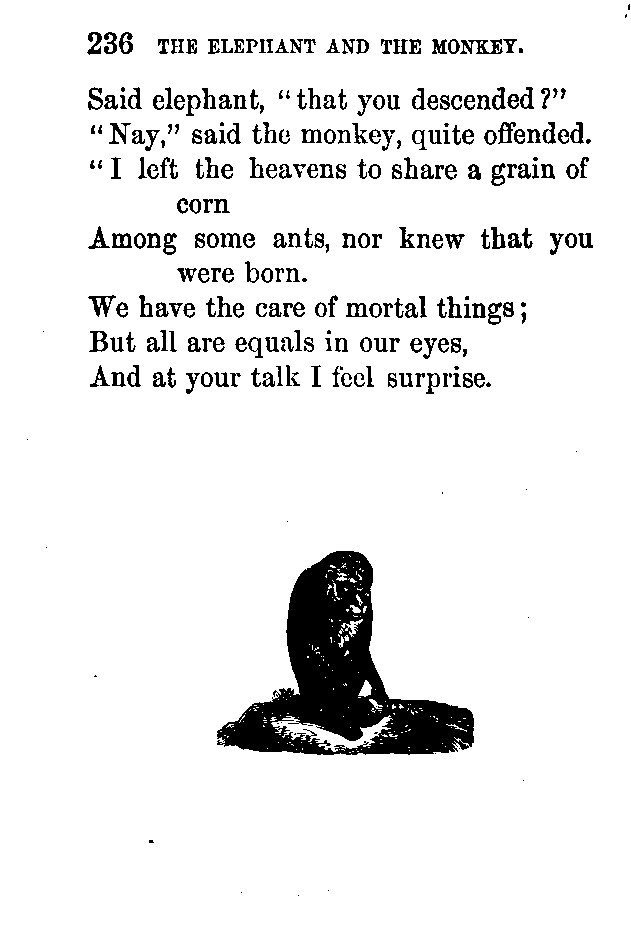 236 THE ELEPHANT AND THE MONKEY.
Said elephant, "that you descended?"
"Nay," said the monkey, quite offended.
"I left the heavens to share a grain of
corn
Among some ants, nor knew that you
were born.
We have the care of mortal things;
But all are equals in our eyes,
And at your talk I feel surprise.